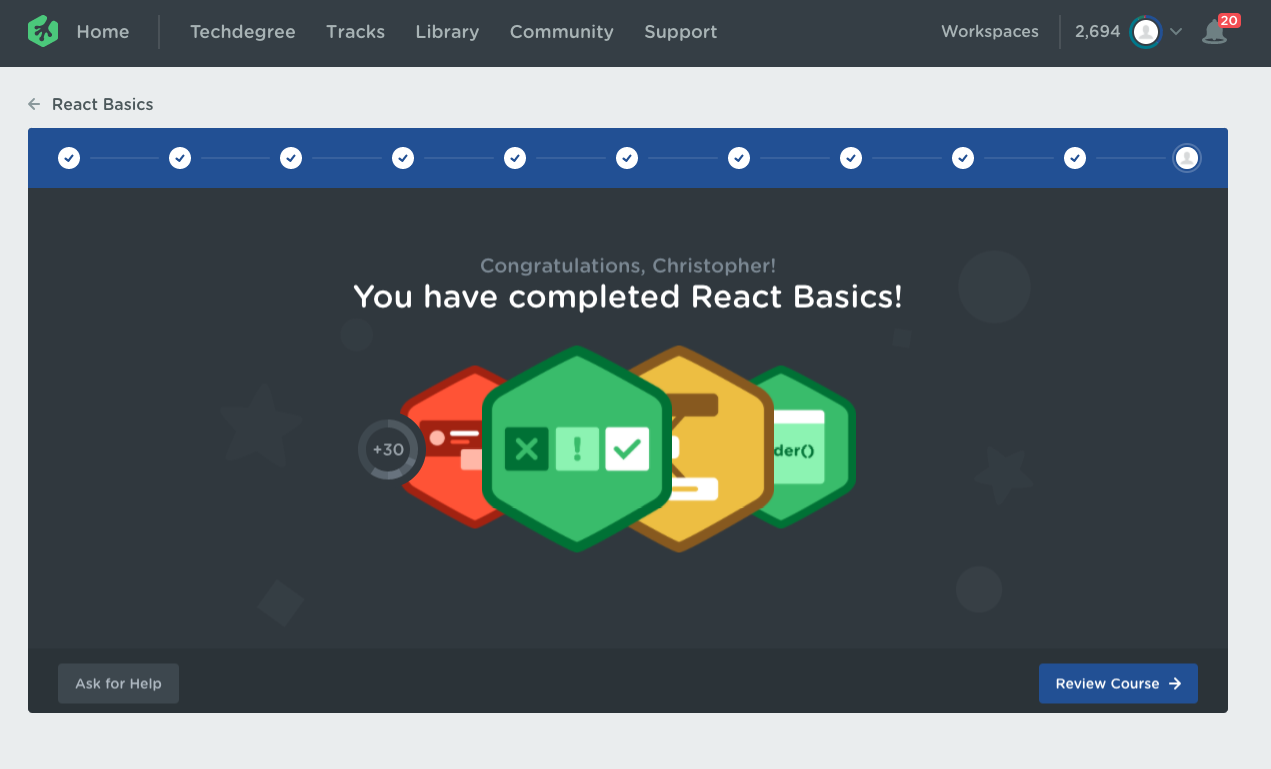 Home
Techdegree
Tracks
Library
Community
Support
Workspaces
2,694
20
React Basics
Congratulations, Christopher!
You have completed React Basics!
+30
!
der()
Ask for Help
Review Course